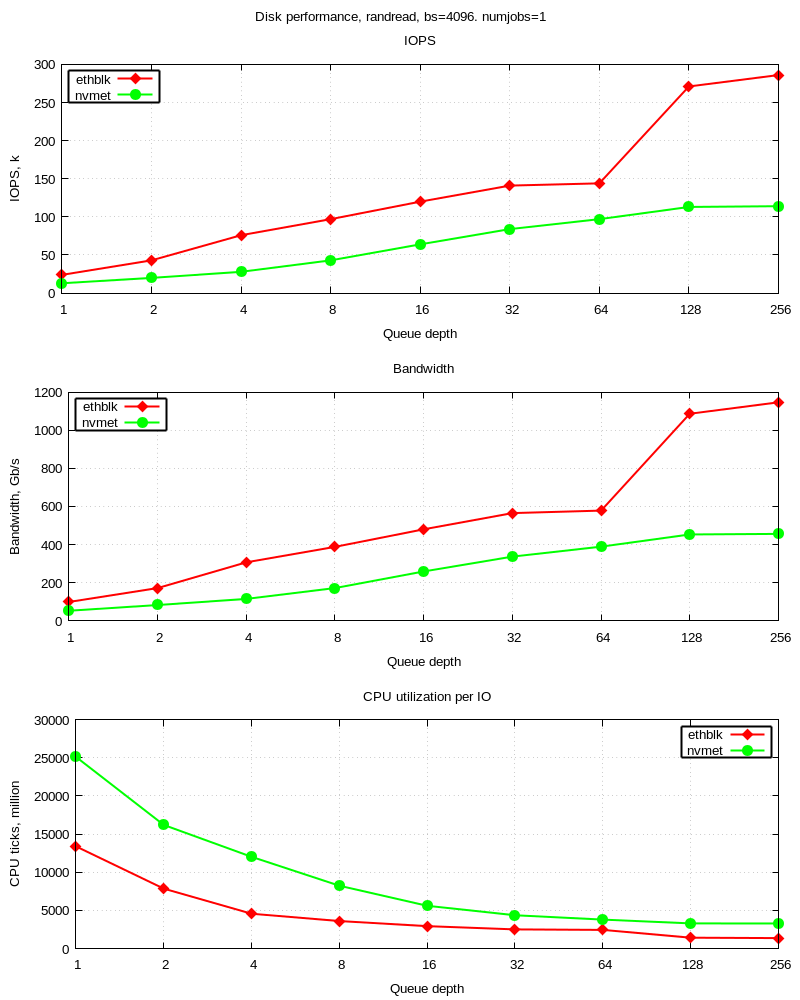 Disk performance, randread, bs=4096. numjobs=1
IOPS
300
250
200
150
100
50
0
IOPS, k
ethblk
nvmet
1 2 4 8 16 32 64 128 256
Queue depth
Bandwidth
1200
1000
800
600
400
200
0
Bandwidth, Gb/s
ethblk
nvmet
1 2 4 8 16 32 64 128 256
Queue depth
CPU utilization per IO
30000
25000
20000
15000
10000
5000
0
CPU ticks, million
ethblk
nvmet
1 2 4 8 16 32 64 128 256
Queue depth